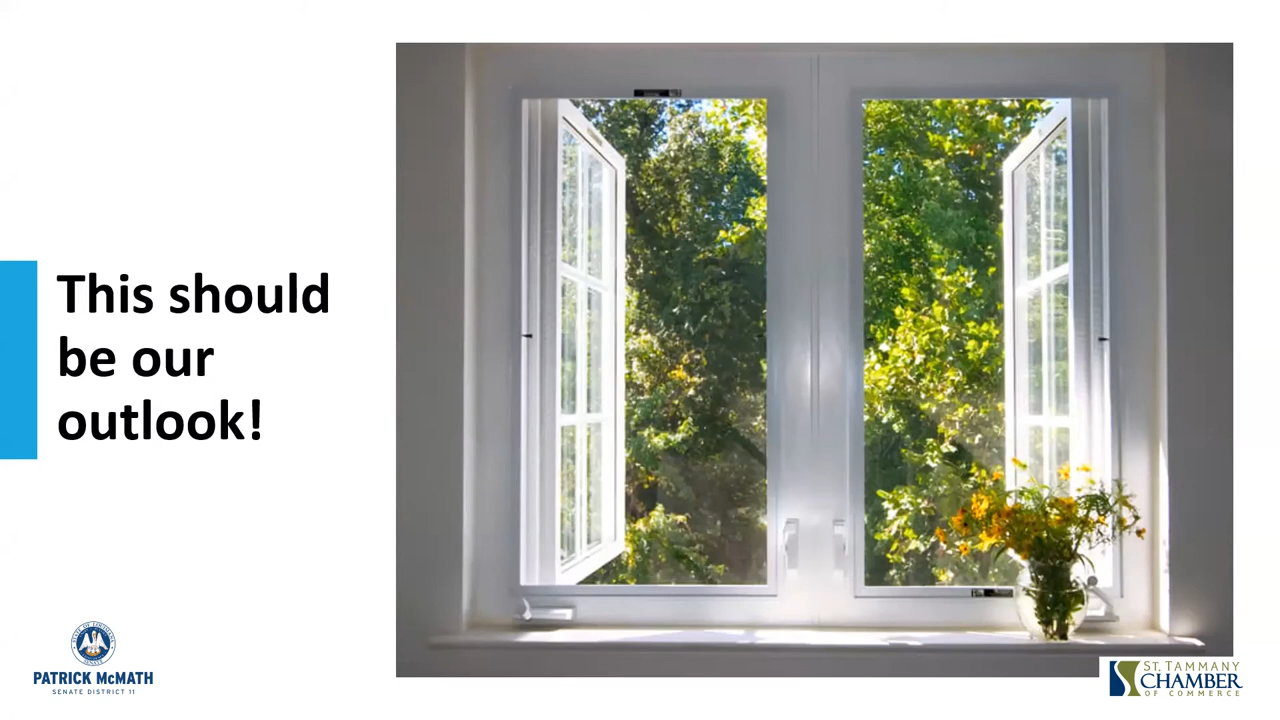 This should
be our
outlook!
PATRICK McMATH
SENATE DISTRICT 11
ST. TAMMANY
CHAMBER
OF COMMERCE